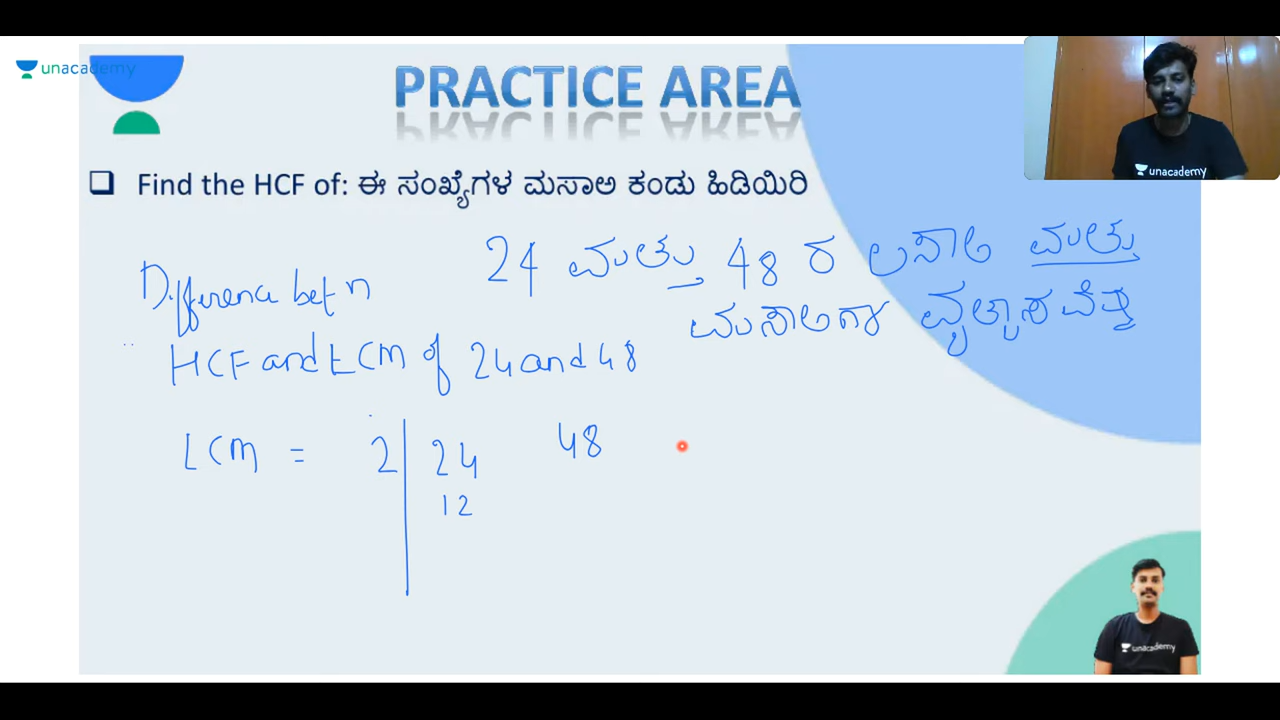 unacademy
PRACTICE AREA
Find the HCF of: ಈ ಸಂಖ್ಯೆಗಳ ಮಸಾಅ ಕಂಡು ಹಿಡಿಯಿರಿ
24 ಮತ್ತು 48 ರ ಲಸಾಅ ಮತ್ತು
ಮಸಾಅಗಳ ವ್ಯತ್ಯಾಸವೆಷ್ಟು
Difference bet n
HCF and LCM of 24 and 48
LCM = 2 24 48
12
unacademy
unacademy